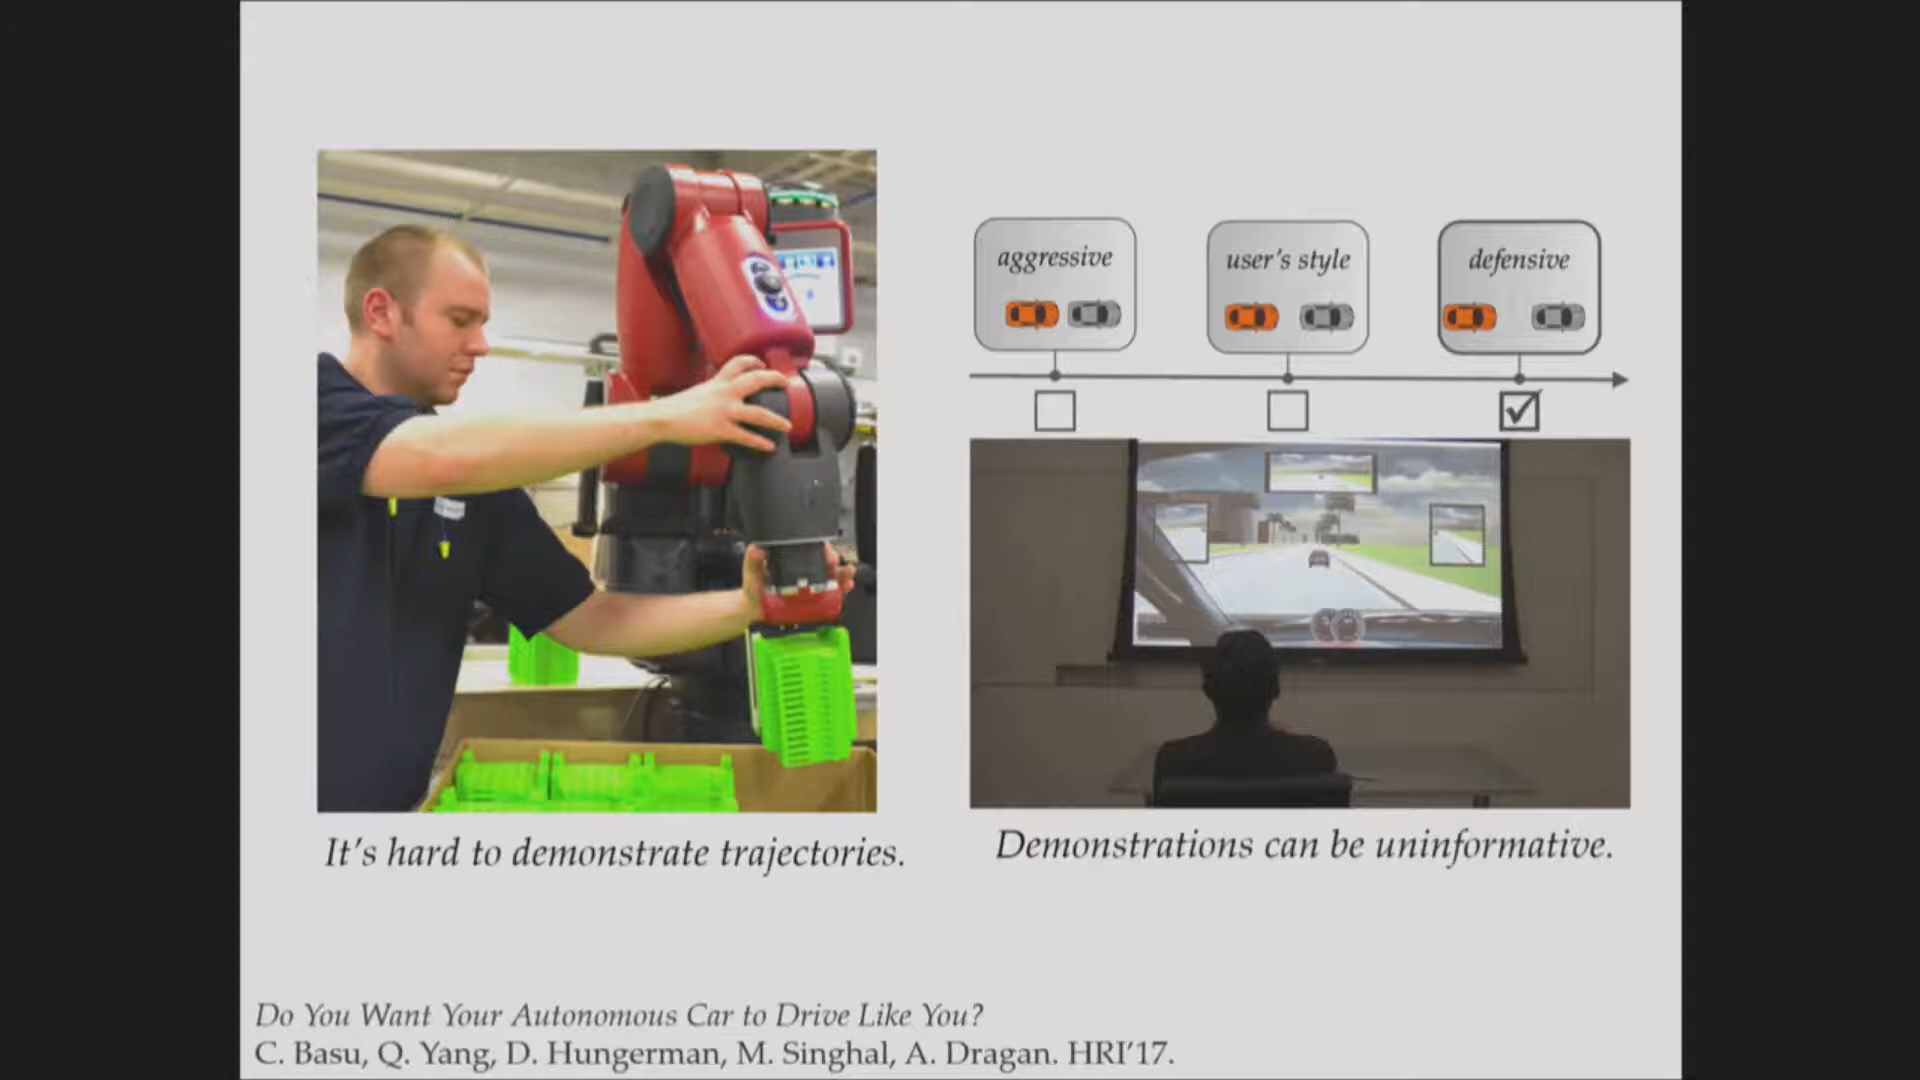 aggressive
user's style
defensive
It's hard to demonstrate trajectories.
Demonstrations can be uninformative.
Do You Want Your Autonomous Car to Drive Like You?
C. Basu, Q. Yang, D. Hungerman, M. Singhal, A. Dragan. HRI'17.